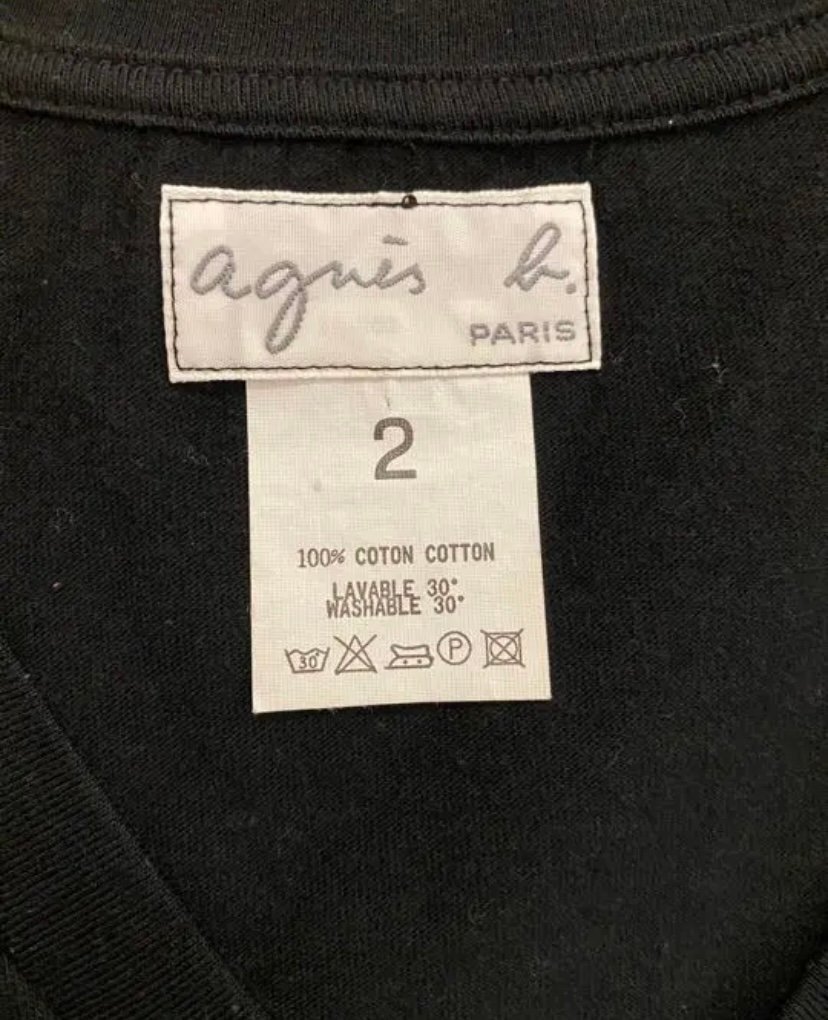 agnès b.
PARIS
2
100% COTON COTTON
LAVABLE 30°
WASHABLE 30°
30° P